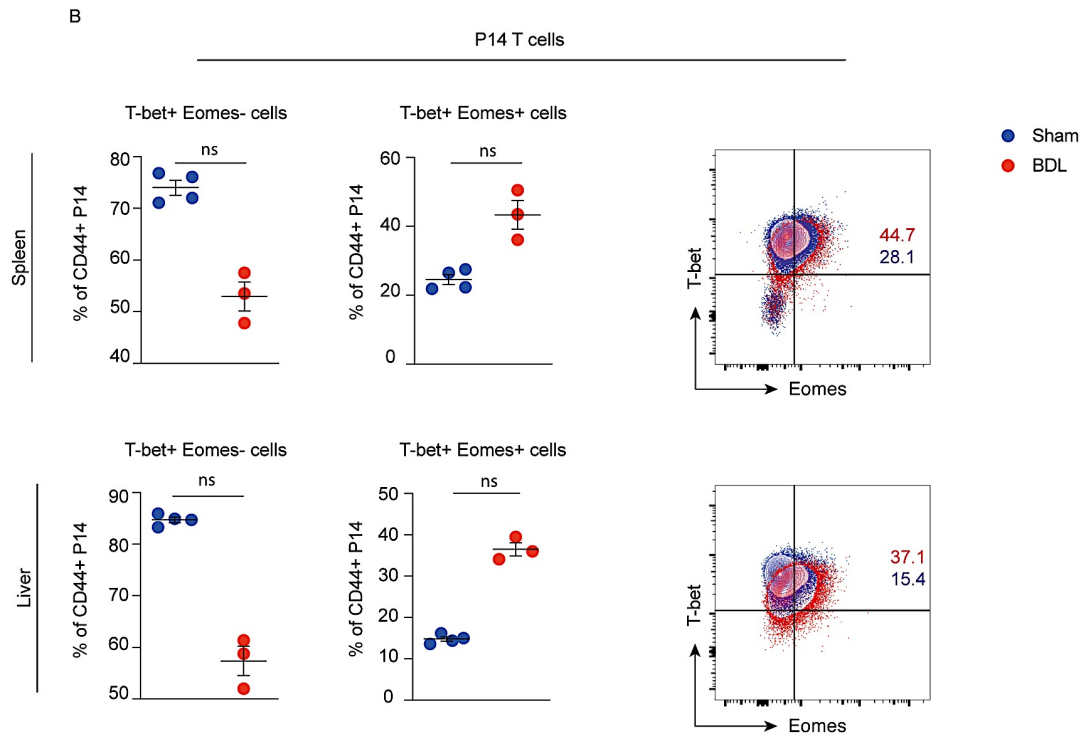 B
P14 T cells
T-bet+ Eomes- cells
T-bet+ Eomes+ cells
Sham
BDL
Spleen
% of CD44+ P14
80
70
60
50
40
ns
% of CD44+ P14
60
40
20
0
ns
T-bet
44.7
28.1
Eomes
T-bet+ Eomes- cells
T-bet+ Eomes+ cells
Liver
% of CD44+ P14
90
80
70
60
50
ns
% of CD44+ P14
50
40
30
20
10
0
ns
T-bet
37.1
15.4
Eomes